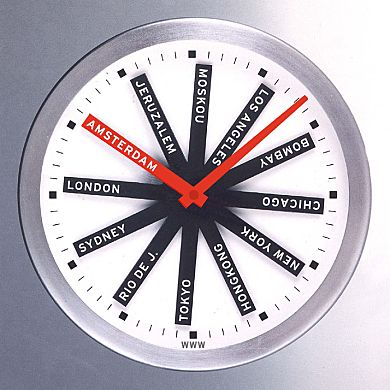 MOSKOU
LOS ANGELES
BOMBAY
CHICAGO
NEW YORK
HONGKONG
TOKYO
RIO DE J.
SYDNEY
LONDON
AMSTERDAM
JERUZALEM
WWW